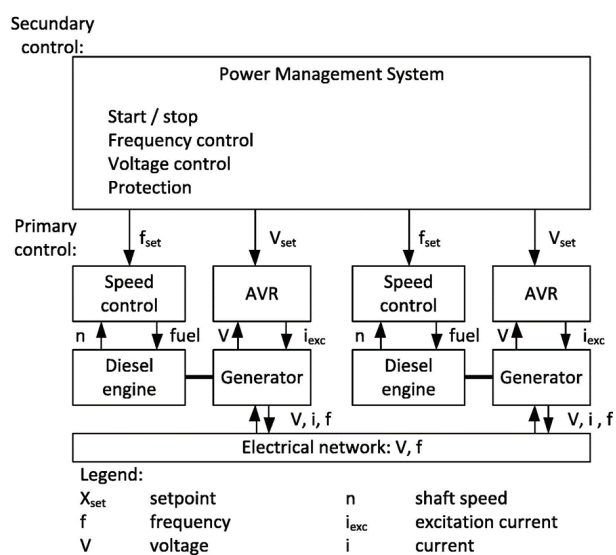 Secundary
control:
Power Management System
Start / stop
Frequency control
Voltage control
Protection
Primary
control:
fset Vset fset Vset
Speed control AVR Speed control AVR
n fuel V iexc n fuel V iexc
Diesel engine Generator Diesel engine Generator
V, i, f V, i , f
Electrical network: V, f
Legend:
Xset setpoint n shaft speed
f frequency iexc excitation current
V voltage i current